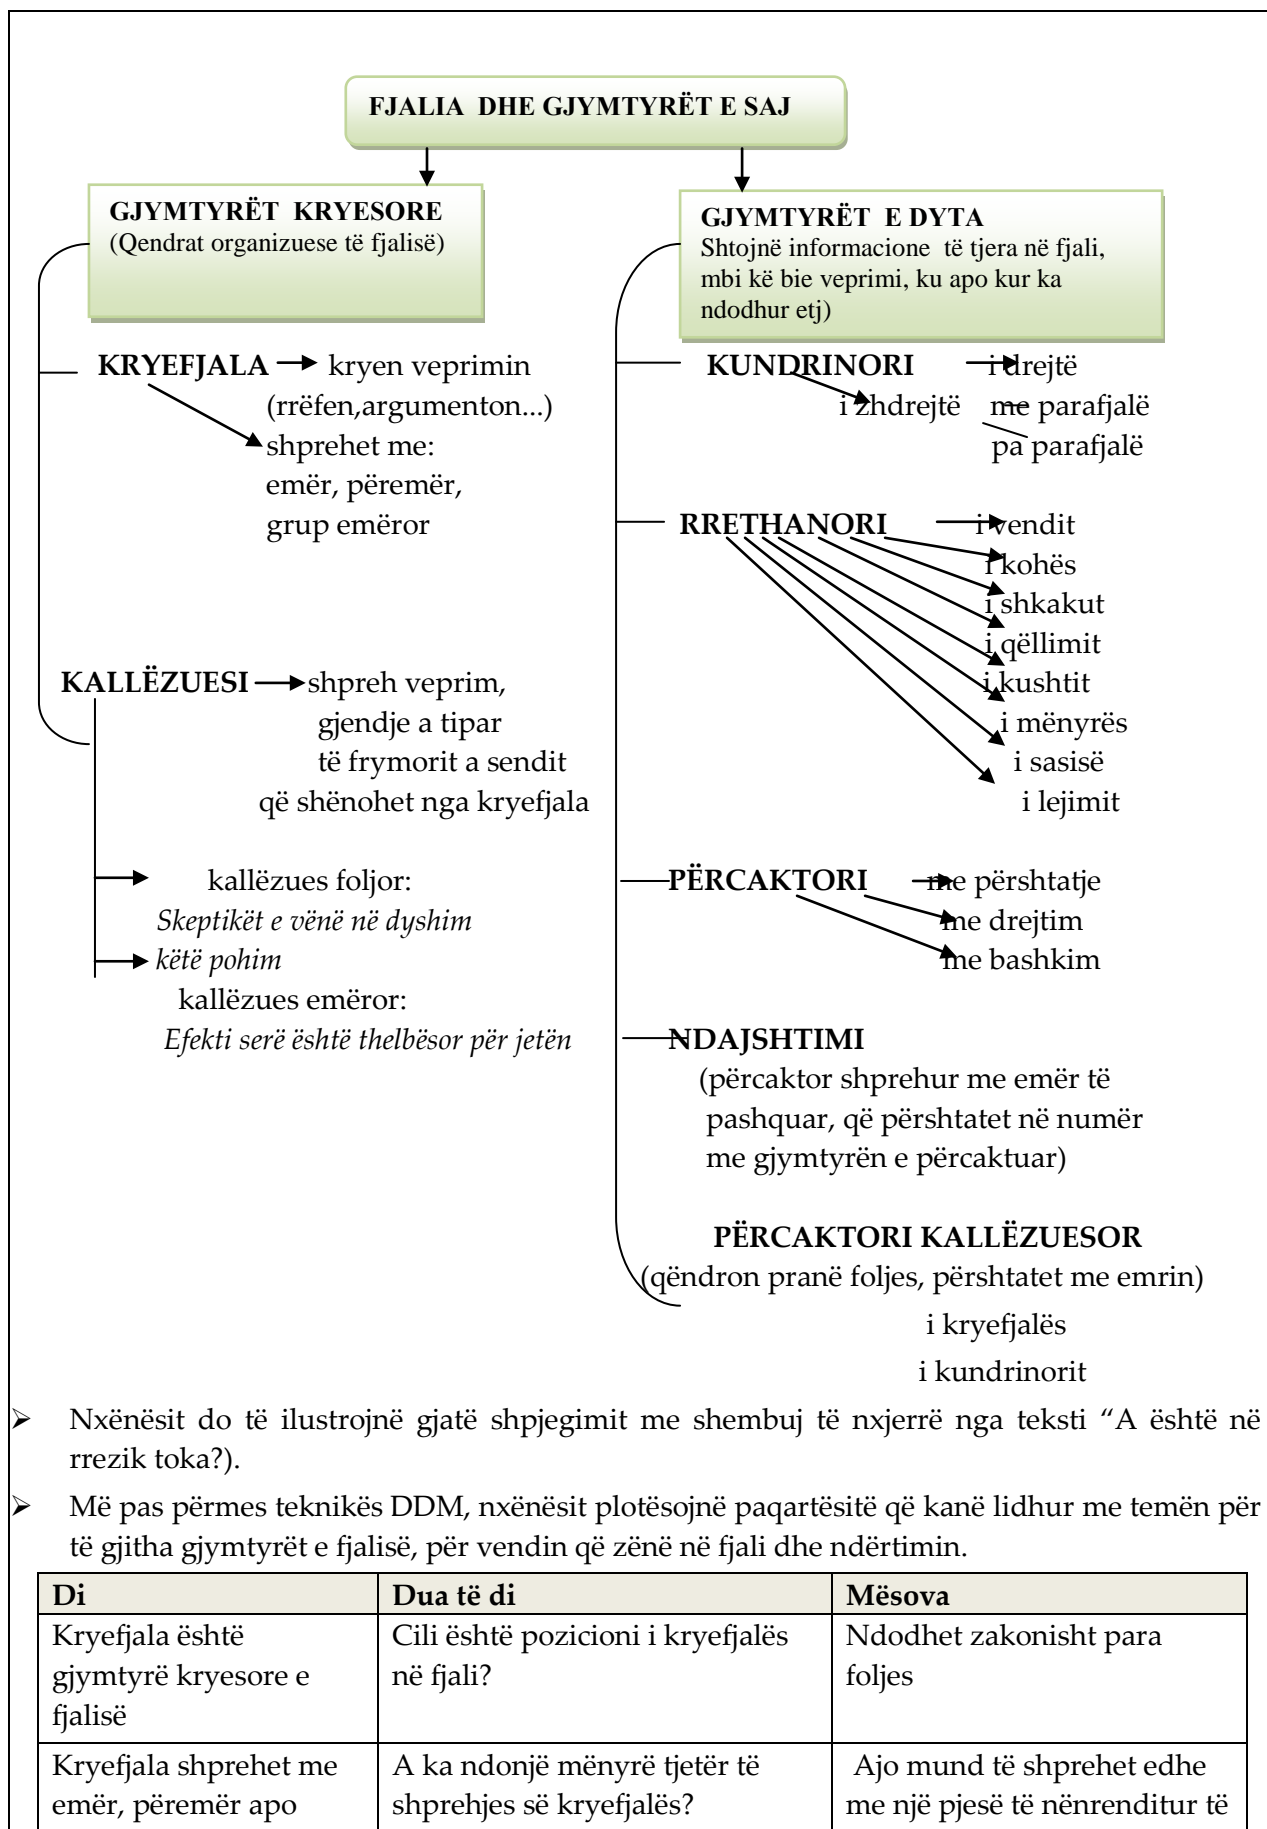 FJALIA DHE GJYMTYRËT E SAJ
GJYMTYRËT KRYESORE
(Qendrat organizuese të fjalisë)
GJYMTYRËT E DYTA
Shtojnë informacione të tjera në fjali,
mbi kë bie veprimi, ku apo kur ka
ndodhur etj)
KRYEFJALA kryen veprimin
(rrëfen,argumenton...)
shprehet me:
emër, përemër,
grup emëror
KALLËZUESI shpreh veprim,
gjendje a tipar
të frymorit a sendit
që shënohet nga kryefjala
kallëzues foljor:
Skeptikët e vënë në dyshim
këtë pohim
kallëzues emëror:
Efekti serë është thelbësor për jetën
KUNDRINORI i drejtë
i zhdrejtë me parafjalë
pa parafjalë
RRETHANORI i vendit
i kohës
i shkakut
i qëllimit
i kushtit
i mënyrës
i sasisë
i lejimit
PËRCAKTORI me përshtatje
me drejtim
me bashkim
NDAJSHTIMI
(përcaktor shprehur me emër të
pashquar, që përshtatet në numër
me gjymtyrën e përcaktuar)
PËRCAKTORI KALLËZUESOR
(qëndron pranë foljes, përshtatet me emrin)
i kryefjalës
i kundrinorit
➢ Nxënësit do të ilustrojnë gjatë shpjegimit me shembuj të nxjerrë nga teksti “A është në
rrezik toka?).
➢ Më pas përmes teknikës DDM, nxënësit plotësojnë paqartësitë që kanë lidhur me temën për
të gjitha gjymtyrët e fjalisë, për vendin që zënë në fjali dhe ndërtimin.
Di
Dua të di
Mësova
Kryefjala është
gjymtyrë kryesore e
fjalisë
Cili është pozicioni i kryefjalës
në fjali?
Ndodhet zakonisht para
foljes
Kryefjala shprehet me
emër, përemër apo
A ka ndonjë mënyrë tjetër të
shprehjes së kryefjalës?
Ajo mund të shprehet edhe
me një pjesë të nënrenditur të